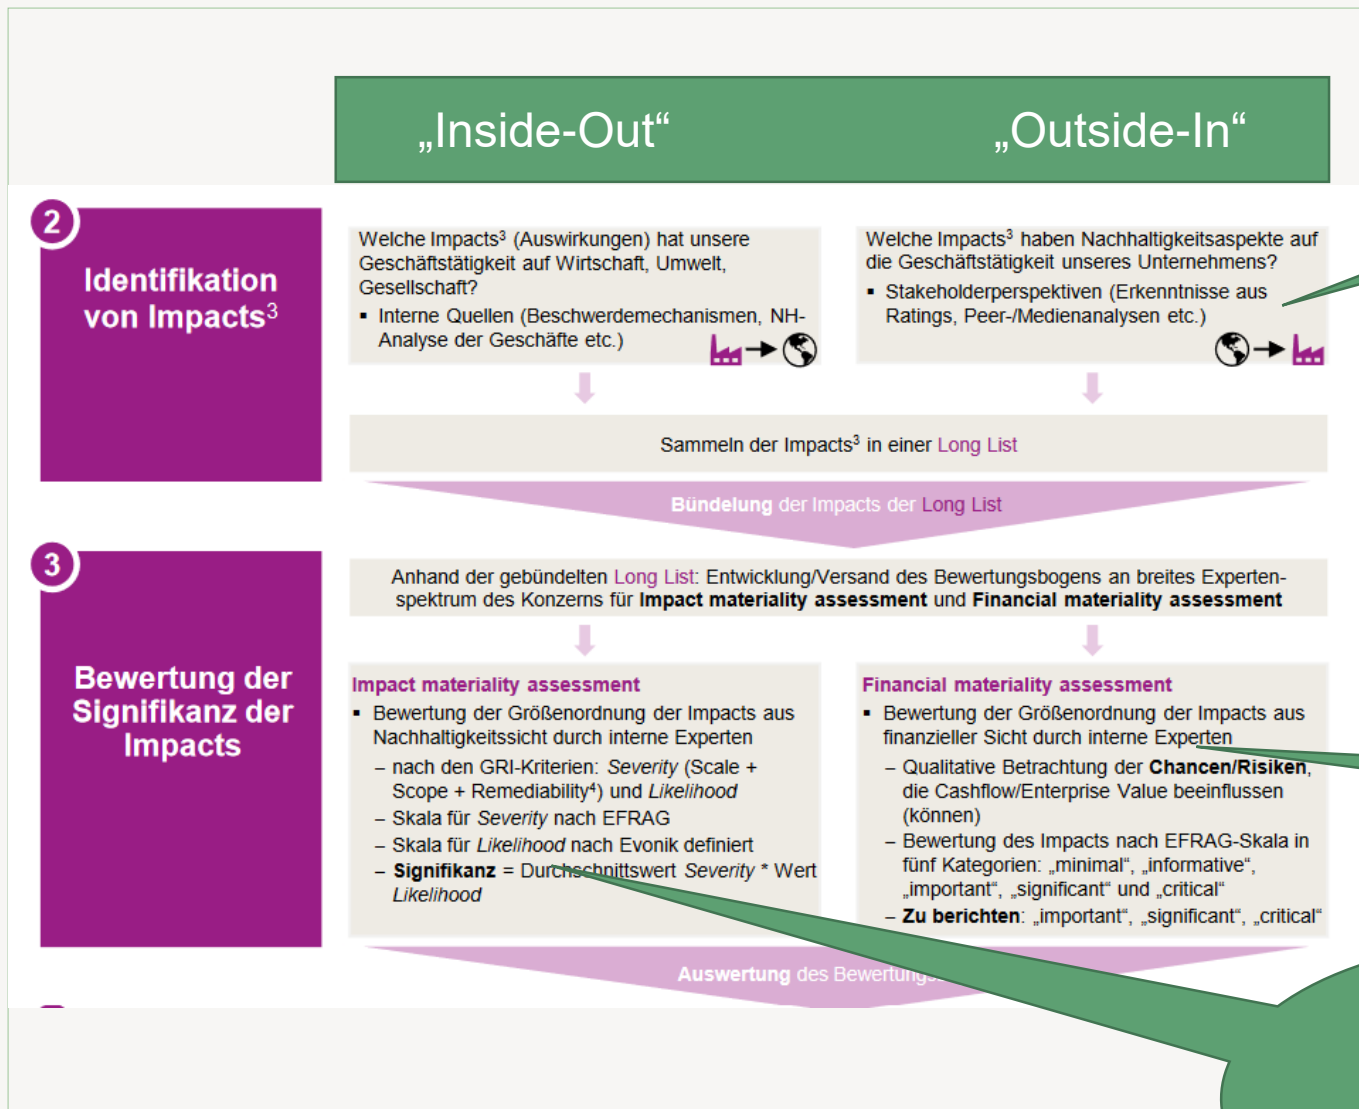 „Inside-Out“
„Outside-In“
2
Identifikation
von Impacts³
Welche Impacts³ (Auswirkungen) hat unsere
Geschäftstätigkeit auf Wirtschaft, Umwelt,
Gesellschaft?
▪ Interne Quellen (Beschwerdemechanismen, NH-
Analyse der Geschäfte etc.)
Welche Impacts³ haben Nachhaltigkeitsaspekte auf
die Geschäftstätigkeit unseres Unternehmens?
▪ Stakeholderperspektiven (Erkenntnisse aus
Ratings, Peer-/Medienanalysen etc.)
Sammeln der Impacts³ in einer Long List
Bündelung der Impacts der Long List
3
Bewertung der
Signifikanz der
Impacts
Anhand der gebündelten Long List: Entwicklung/Versand des Bewertungsbogens an breites Experten-
spektrum des Konzerns für Impact materiality assessment und Financial materiality assessment
Impact materiality assessment
▪ Bewertung der Größenordnung der Impacts aus
Nachhaltigkeitssicht durch interne Experten
– nach den GRI-Kriterien: Severity (Scale +
Scope + Remediability⁴) und Likelihood
– Skala für Severity nach EFRAG
– Skala für Likelihood nach Evonik definiert
– Signifikanz = Durchschnittswert Severity * Wert
Likelihood
Financial materiality assessment
▪ Bewertung der Größenordnung der Impacts aus
finanzieller Sicht durch interne Experten
– Qualitative Betrachtung der Chancen/Risiken,
die Cashflow/Enterprise Value beeinflussen
(können)
– Bewertung des Impacts nach EFRAG-Skala in
fünf Kategorien: „minimal“, „informative“,
„important“, „significant“ und „critical“
– Zu berichten: „important“, „significant“, „critical“
Auswertung des